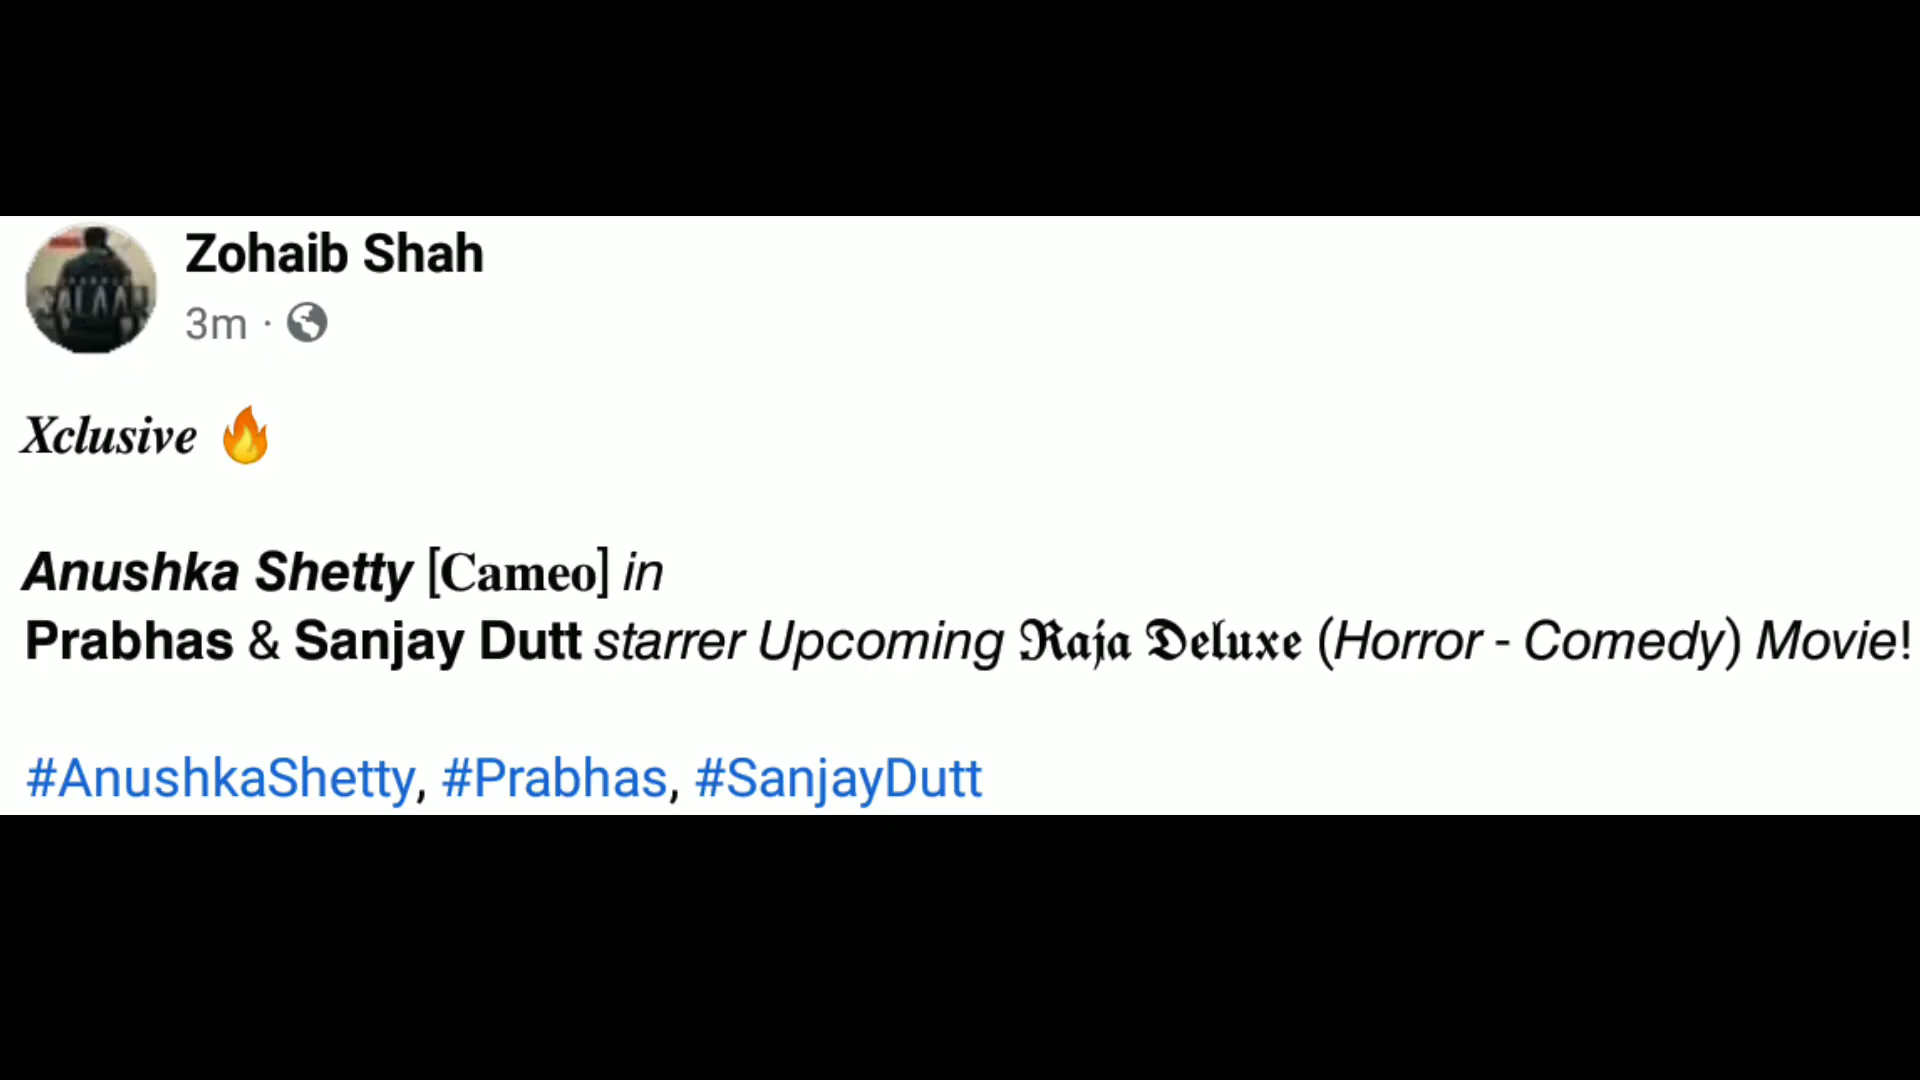 Zohaib Shah
3m ·
Xclusive 🔥
Anushka Shetty [Cameo] in
Prabhas & Sanjay Dutt starrer Upcoming Raja Deluxe (Horror - Comedy) Movie!
#AnushkaShetty, #Prabhas, #SanjayDutt
SALAAR